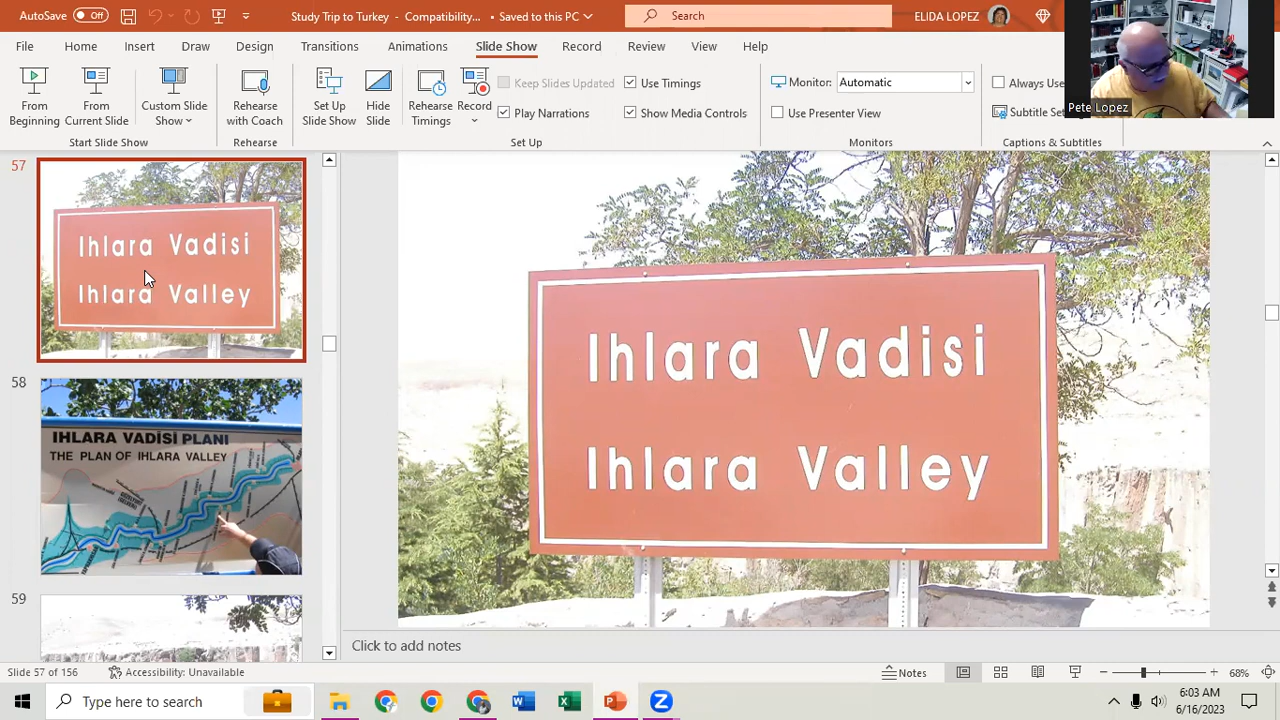 AutoSave Off Study Trip to Turkey - Compatibility... • Saved to this PC Search ELIDA LOPEZ
File Home Insert Draw Design Transitions Animations Slide Show Record Review View Help
From Beginning
From Current Slide
Custom Slide Show
Start Slide Show
Rehearse with Coach
Rehearse
Set Up Slide Show
Hide Slide
Rehearse Timings
Record
Keep Slides Updated
Play Narrations
Use Timings
Show Media Controls
Set Up
Monitor: Automatic
Use Presenter View
Monitors
Always Use
Subtitle Set
Captions & Subtitles
Pete Lopez
57
Ihlara Vadisi
Ihlara Valley
58
IHLARA VADİSİ PLANI
THE PLAN OF IHLARA VALLEY
59
Ihlara Vadisi
Ihlara Valley
Click to add notes
Slide 57 of 156 Accessibility: Unavailable Notes 68%
Type here to search
6:03 AM
6/16/2023